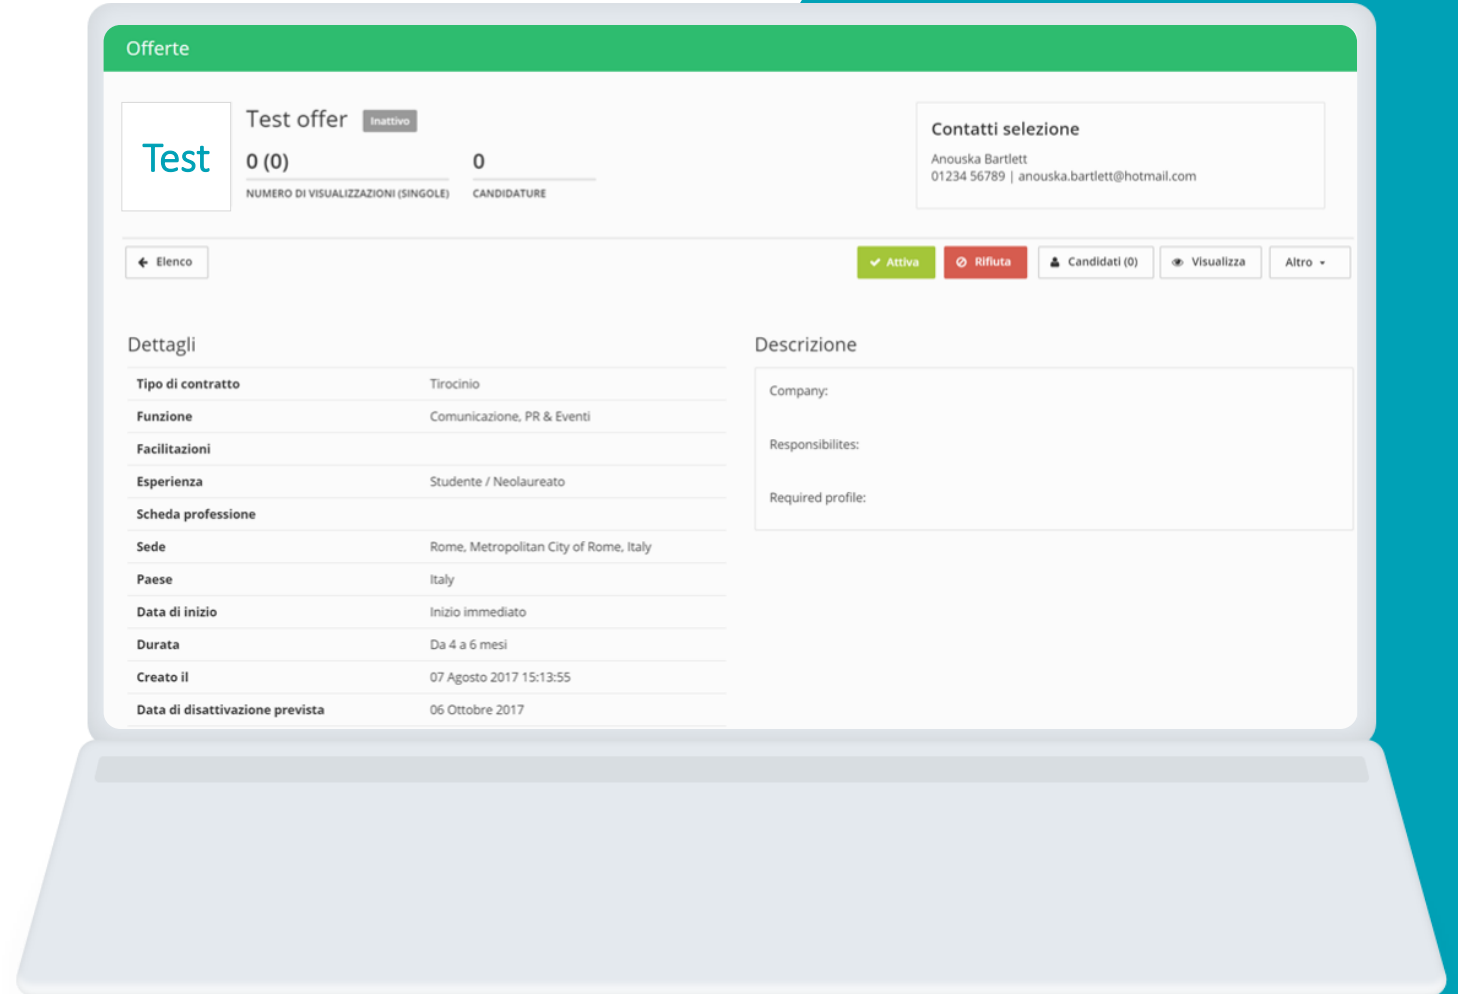 Offerte
Test
Test offer Inattivo
0 (0) 0
NUMERO DI VISUALIZZAZIONI (SINGOLE) CANDIDATURE
Contatti selezione
Anouska Bartlett
01234 56789 | anouska.bartlett@hotmail.com
Elenco
Attiva Rifiuta Candidati (0) Visualizza Altro
Dettagli
Tipo di contratto Tirocinio
Funzione Comunicazione, PR & Eventi
Facilitazioni
Esperienza Studente / Neolaureato
Scheda professione
Sede Rome, Metropolitan City of Rome, Italy
Paese Italy
Data di inizio Inizio immediato
Durata Da 4 a 6 mesi
Creato il 07 Agosto 2017 15:13:55
Data di disattivazione prevista 06 Ottobre 2017
Descrizione
Company:
Responsibilites:
Required profile: